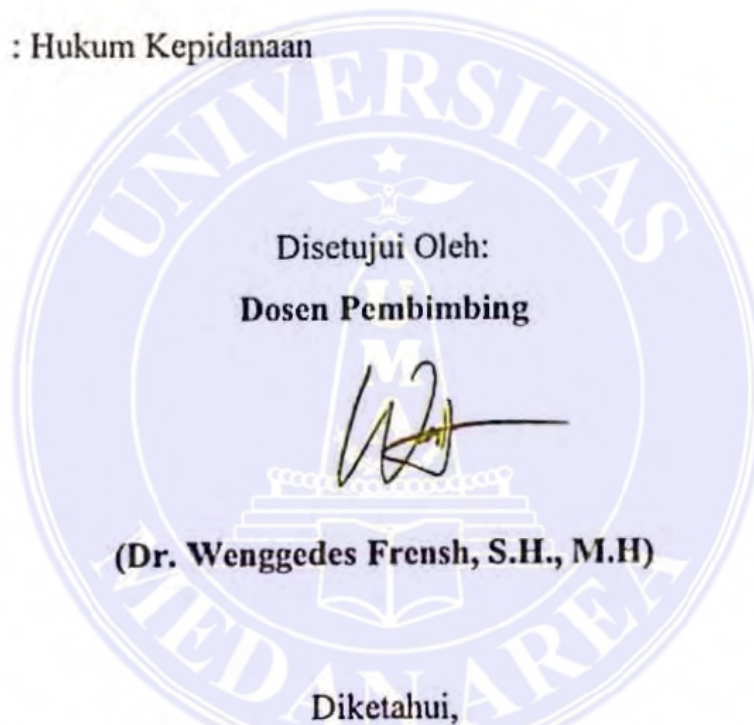 : Hukum Kepidanaan
UNIVERSITAS
Disetujui Oleh:
Dosen Pembimbing
U
M
A
(Dr. Wenggedes Frensh, S.H., M.H)
MEDAN AREA
Diketahui,